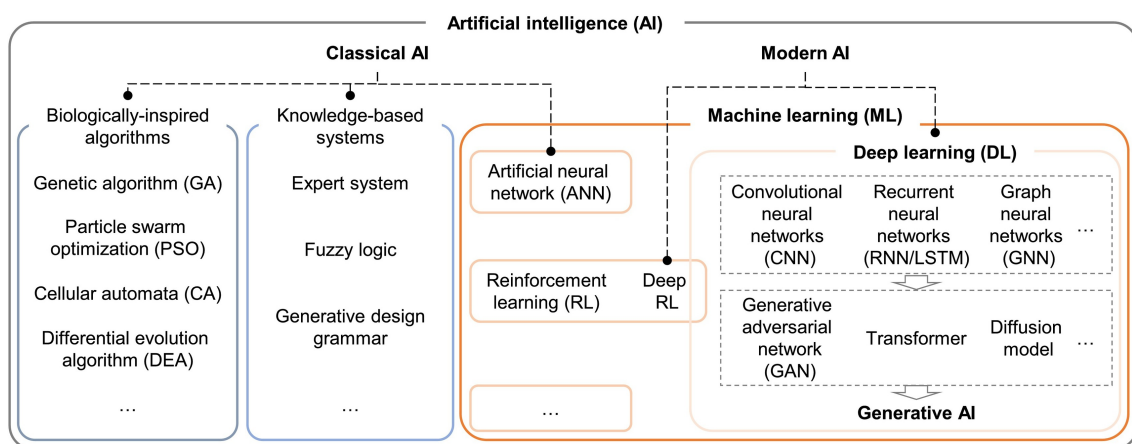 Artificial intelligence (AI)
Classical AI
Modern AI
Biologically-inspired
algorithms
Genetic algorithm (GA)
Particle swarm
optimization (PSO)
Cellular automata (CA)
Differential evolution
algorithm (DEA)
…
Knowledge-based
systems
Expert system
Fuzzy logic
Generative design
grammar
…
Machine learning (ML)
Artificial neural
network (ANN)
Reinforcement
learning (RL)
Deep
RL
…
Deep learning (DL)
Convolutional
neural
networks
(CNN)
Recurrent
neural
networks
(RNN/LSTM)
Graph
neural
networks
(GNN)
…
Generative
adversarial
network
(GAN)
Transformer
Diffusion
model
…
Generative AI